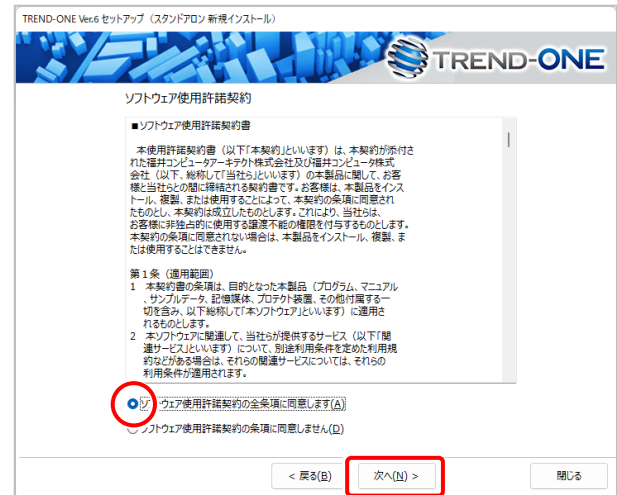 TREND-ONE Ver.6 セットアップ（スタンドアロン 新規インストール）
TREND-ONE
ソフトウェア使用許諾契約
■ソフトウェア使用許諾契約書
本使用許諾契約書（以下「本契約」といいます）は、本契約が添付さ
れた福井コンピュータアーキテクト株式会社及び福井コンピュータ株式
会社（以下、総称して「当社ら」といいます）の本製品に関して、お客
様と当社らとの間に締結される契約書です。お客様は、本製品をインス
トール、複製、または使用することによって、本契約の条項に同意され
たものとし、本契約は成立したものとします。これにより、当社らは、
お客様に非独占的に使用する譲渡不能の権限を付与するものとします。
本契約の条項に同意されない場合は、本製品をインストール、複製、ま
たは使用することはできません。
第１条（適用範囲）
1 本契約書の条項は、目的となった本製品（プログラム、マニュアル
、サンプルデータ、記憶媒体、プロテクト装置、その他付属する一
切を含み、以下総称して「本ソフトウェア」といいます）に適用さ
れるものとします。
2 本ソフトウェアに関連して、当社らが提供するサービス（以下「関
連サービス」といいます）について、別途利用条件を定めた利用規
約などがある場合は、それらの関連サービスについては、それらの
利用条件が適用されます。
ソフトウェア使用許諾契約の全条項に同意します(A)
ソフトウェア使用許諾契約の条項に同意しません(D)
< 戻る(B)
次へ(N) >
閉じる